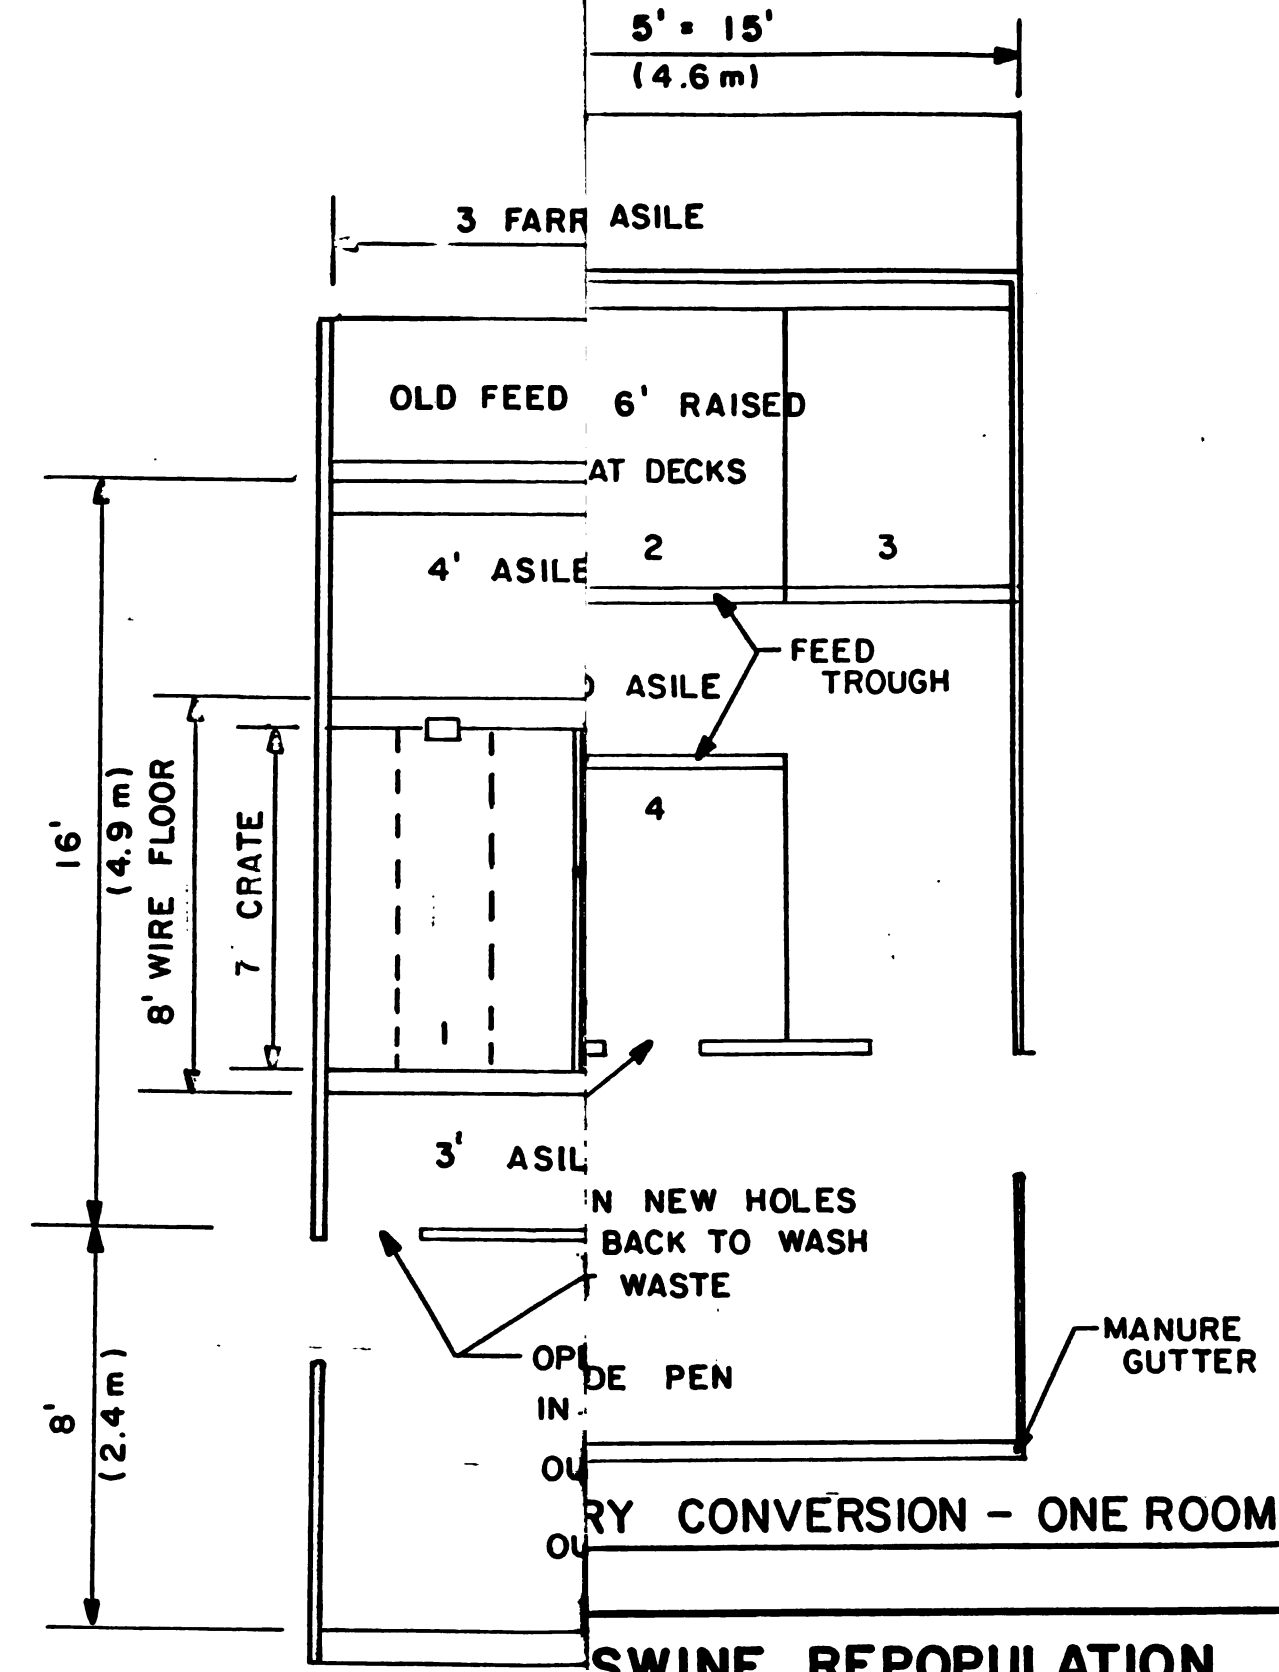 5' = 15'
(4.6 m)
3 FARR
ASILE
OLD FEED
6' RAISED
AT DECKS
2
3
4' ASILE
FEED
TROUGH
ASILE
4
16'
(4.9 m)
8' WIRE FLOOR
7 CRATE
1
3' ASIL
N NEW HOLES
BACK TO WASH
WASTE
OPE
DE PEN
IN
OU
OU
MANURE
GUTTER
8'
(2.4 m)
RY CONVERSION - ONE ROOM
SWINE REPOPULATION